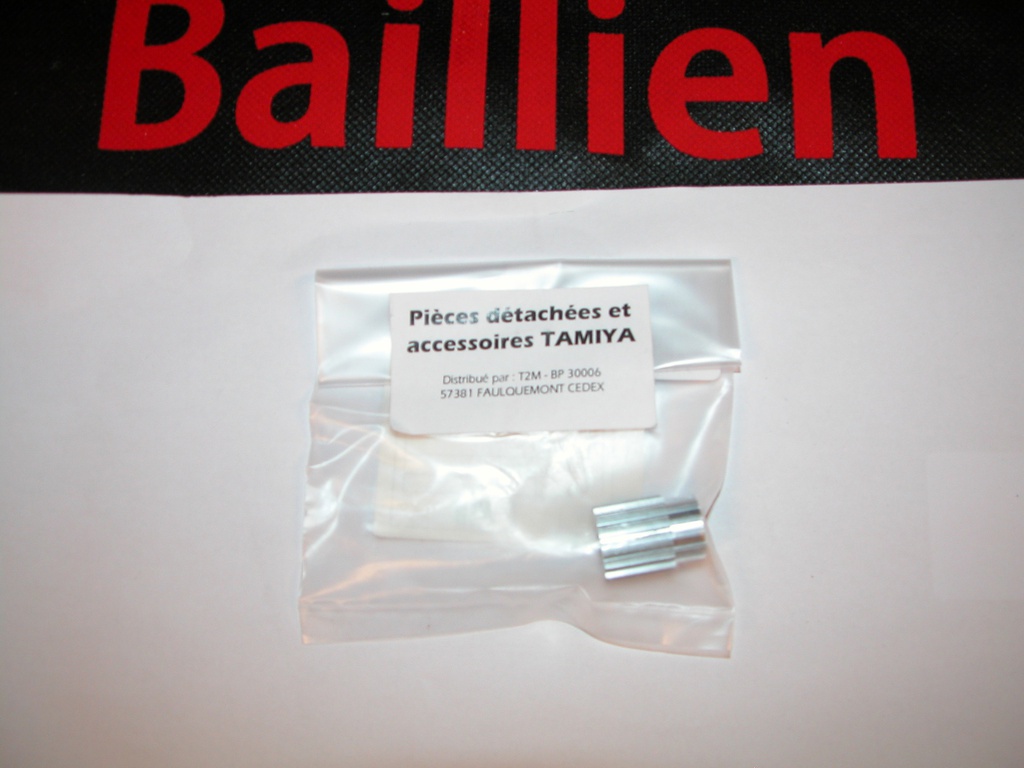 Baillien
Pièces détachées et
accessoires TAMIYA
Distribué par : T2M - BP 30006
57381 FAULQUEMONT CEDEX